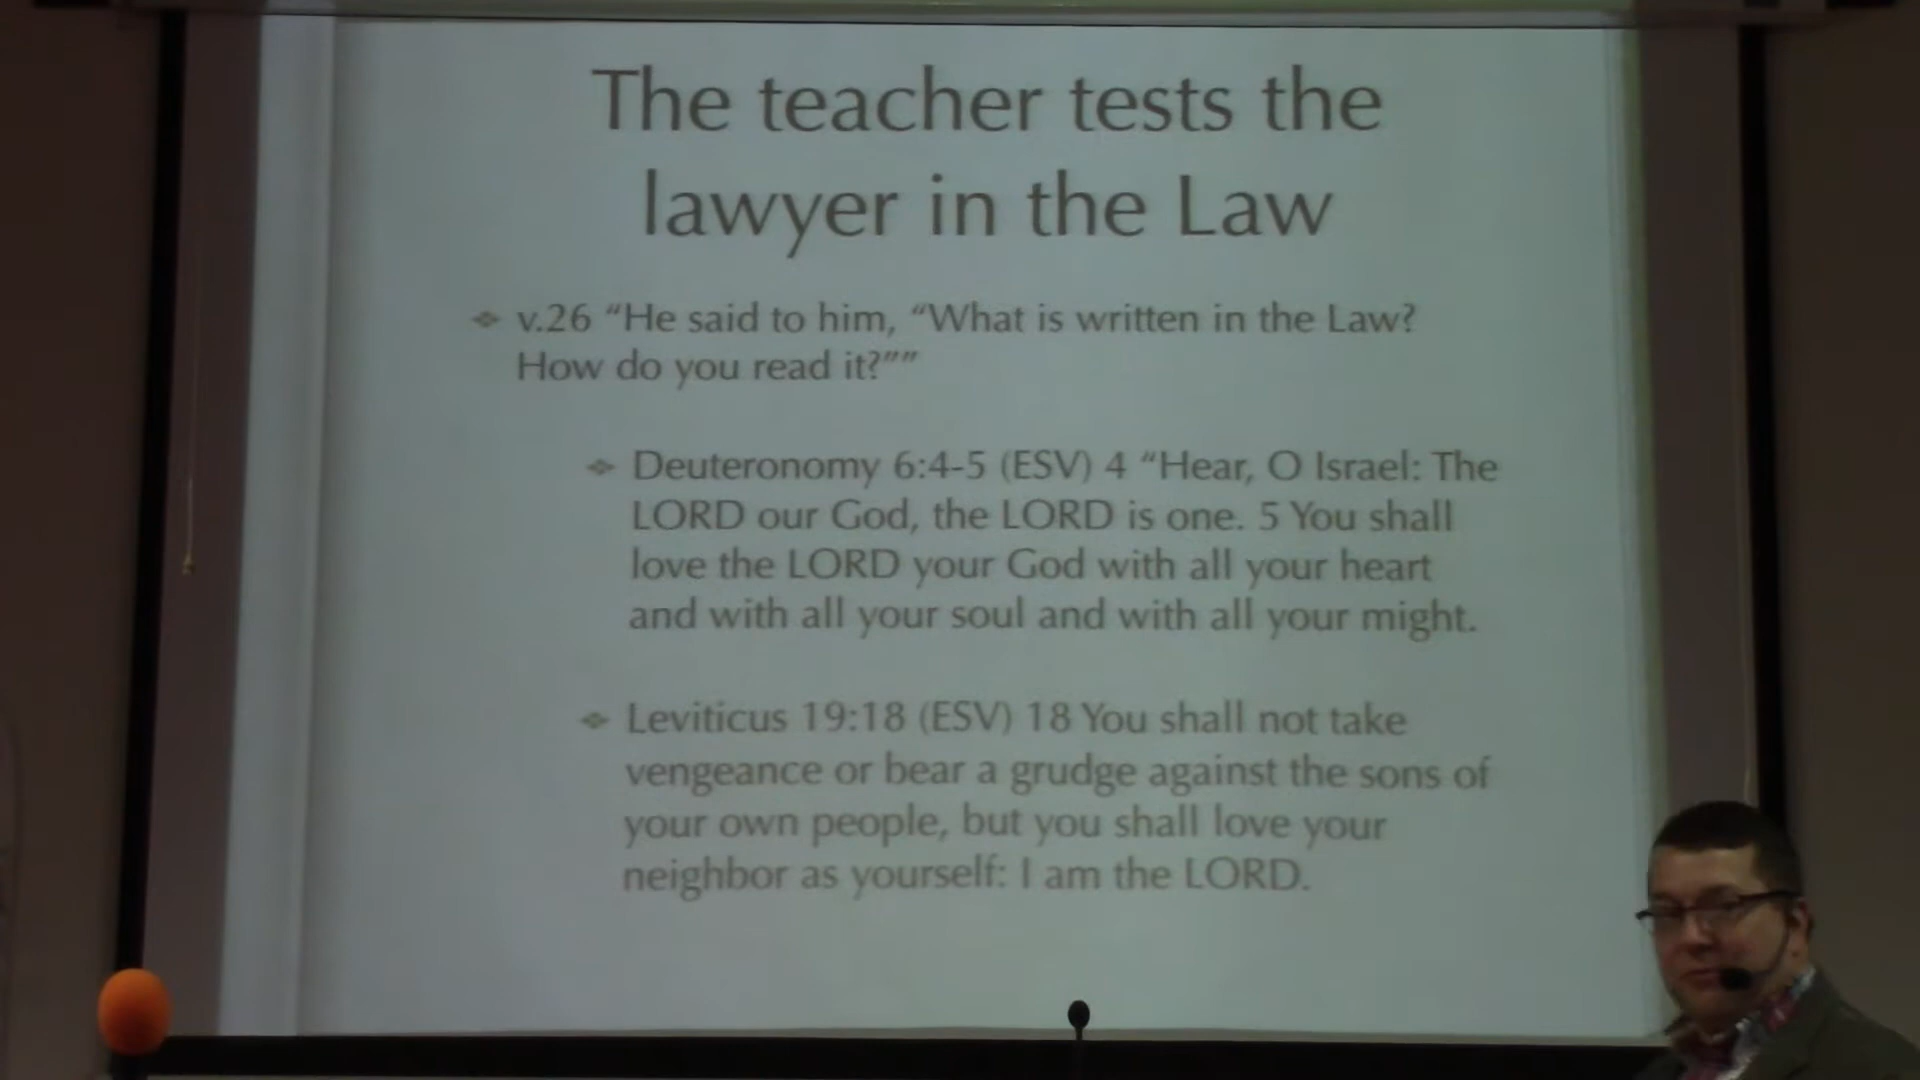 The teacher tests the
lawyer in the Law
v.26 “He said to him, “What is written in the Law?
How do you read it?””
Deuteronomy 6:4-5 (ESV) 4 “Hear, O Israel: The
LORD our God, the LORD is one. 5 You shall
love the LORD your God with all your heart
and with all your soul and with all your might.
Leviticus 19:18 (ESV) 18 You shall not take
vengeance or bear a grudge against the sons of
your own people, but you shall love your
neighbor as yourself: I am the LORD.